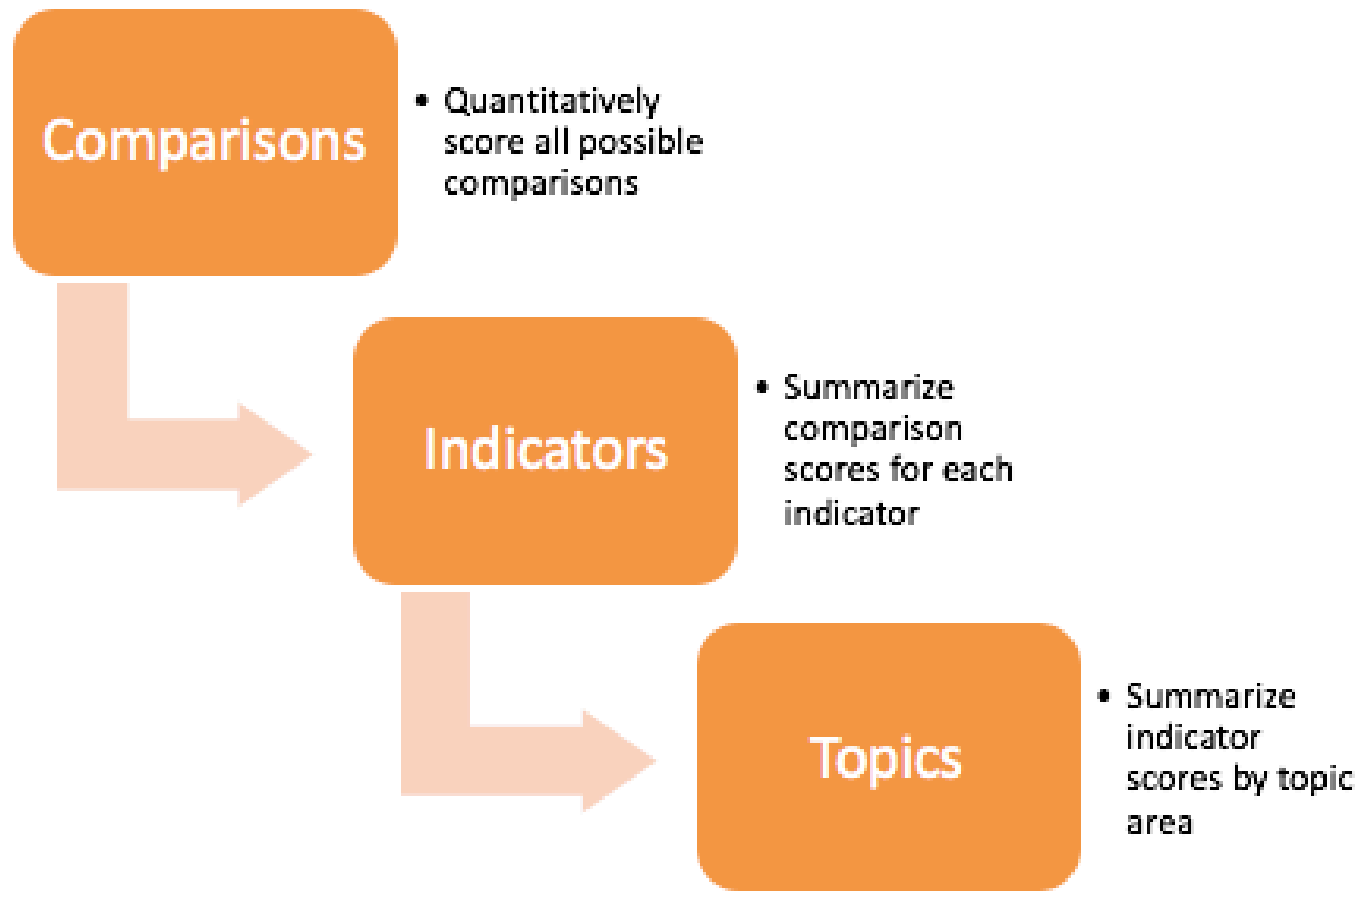 Comparisons
• Quantitatively
score all possible
comparisons
Indicators
• Summarize
comparison
scores for each
indicator
Topics
• Summarize
indicator
scores by topic
area